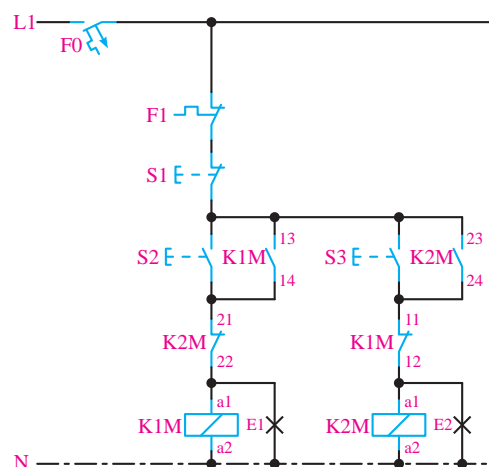 L1
F0
F1
S1
13 23
S2 K1M S3 K2M
14 24
21 11
K2M K1M
22 12
a1 a1
K1M E1 K2M E2
a2 a2
N